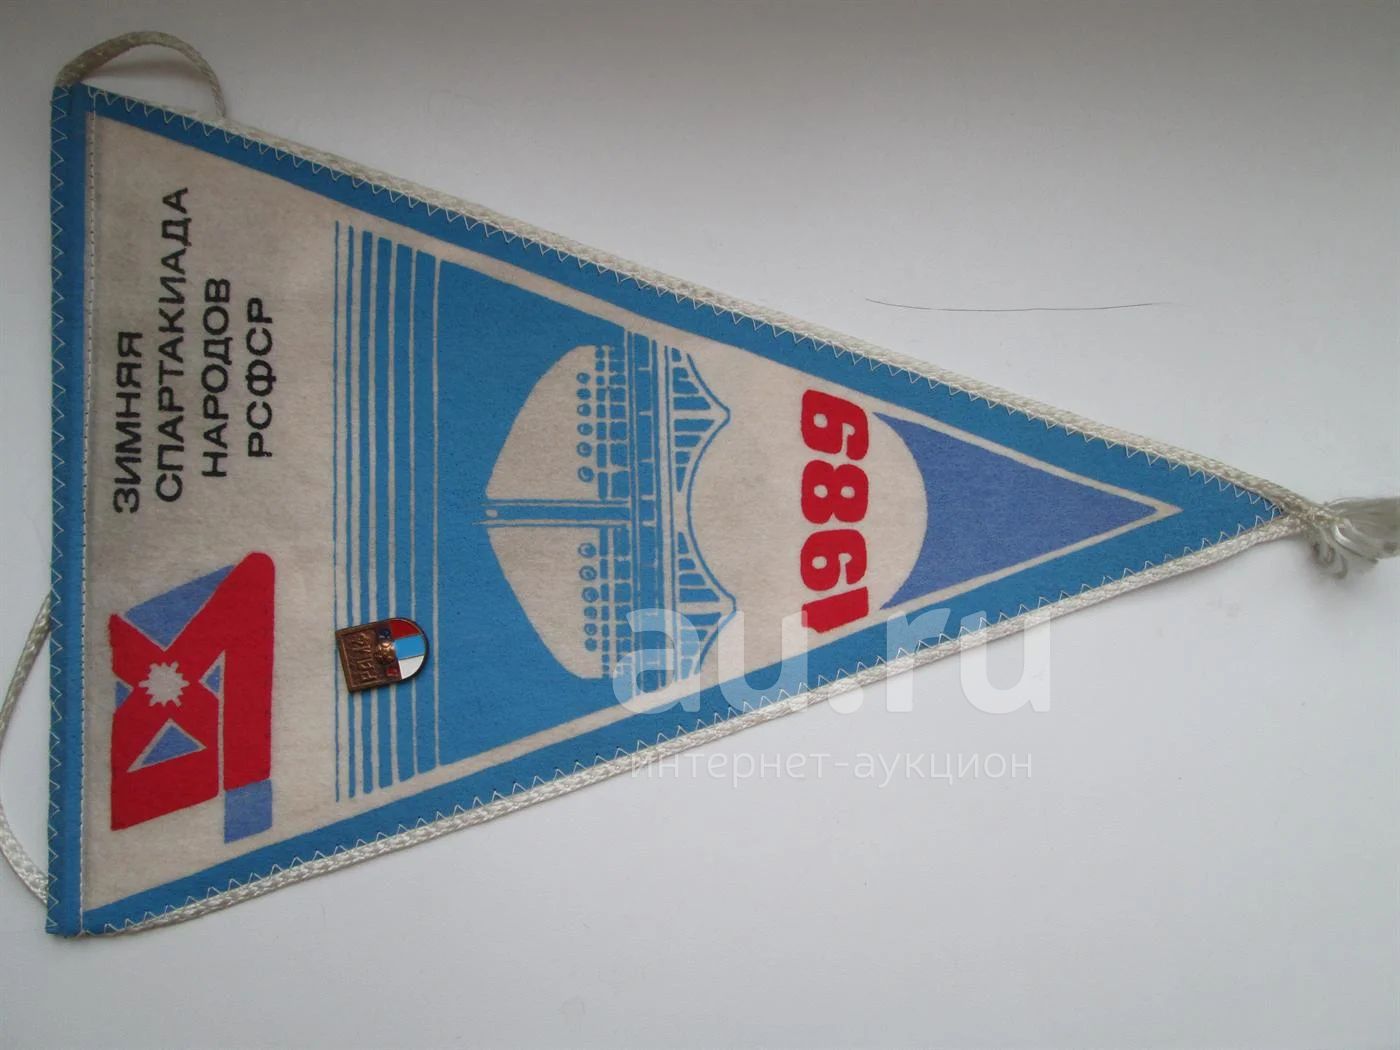 ЗИМНЯЯ
СПАРТАКИАДА
НАРОДОВ
РСФСР
1989
au.ru
интернет-аукцион